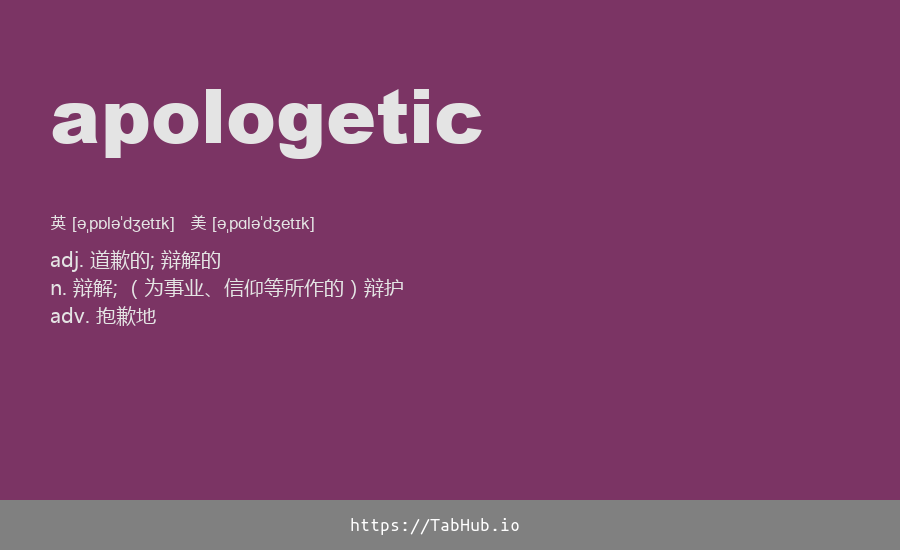 apologetic
英 [əˌpɒləˈdʒetɪk] 美 [əˌpɑləˈdʒetɪk]
adj. 道歉的; 辩解的
n. 辩解; （为事业、信仰等所作的）辩护
adv. 抱歉地
https://TabHub.io